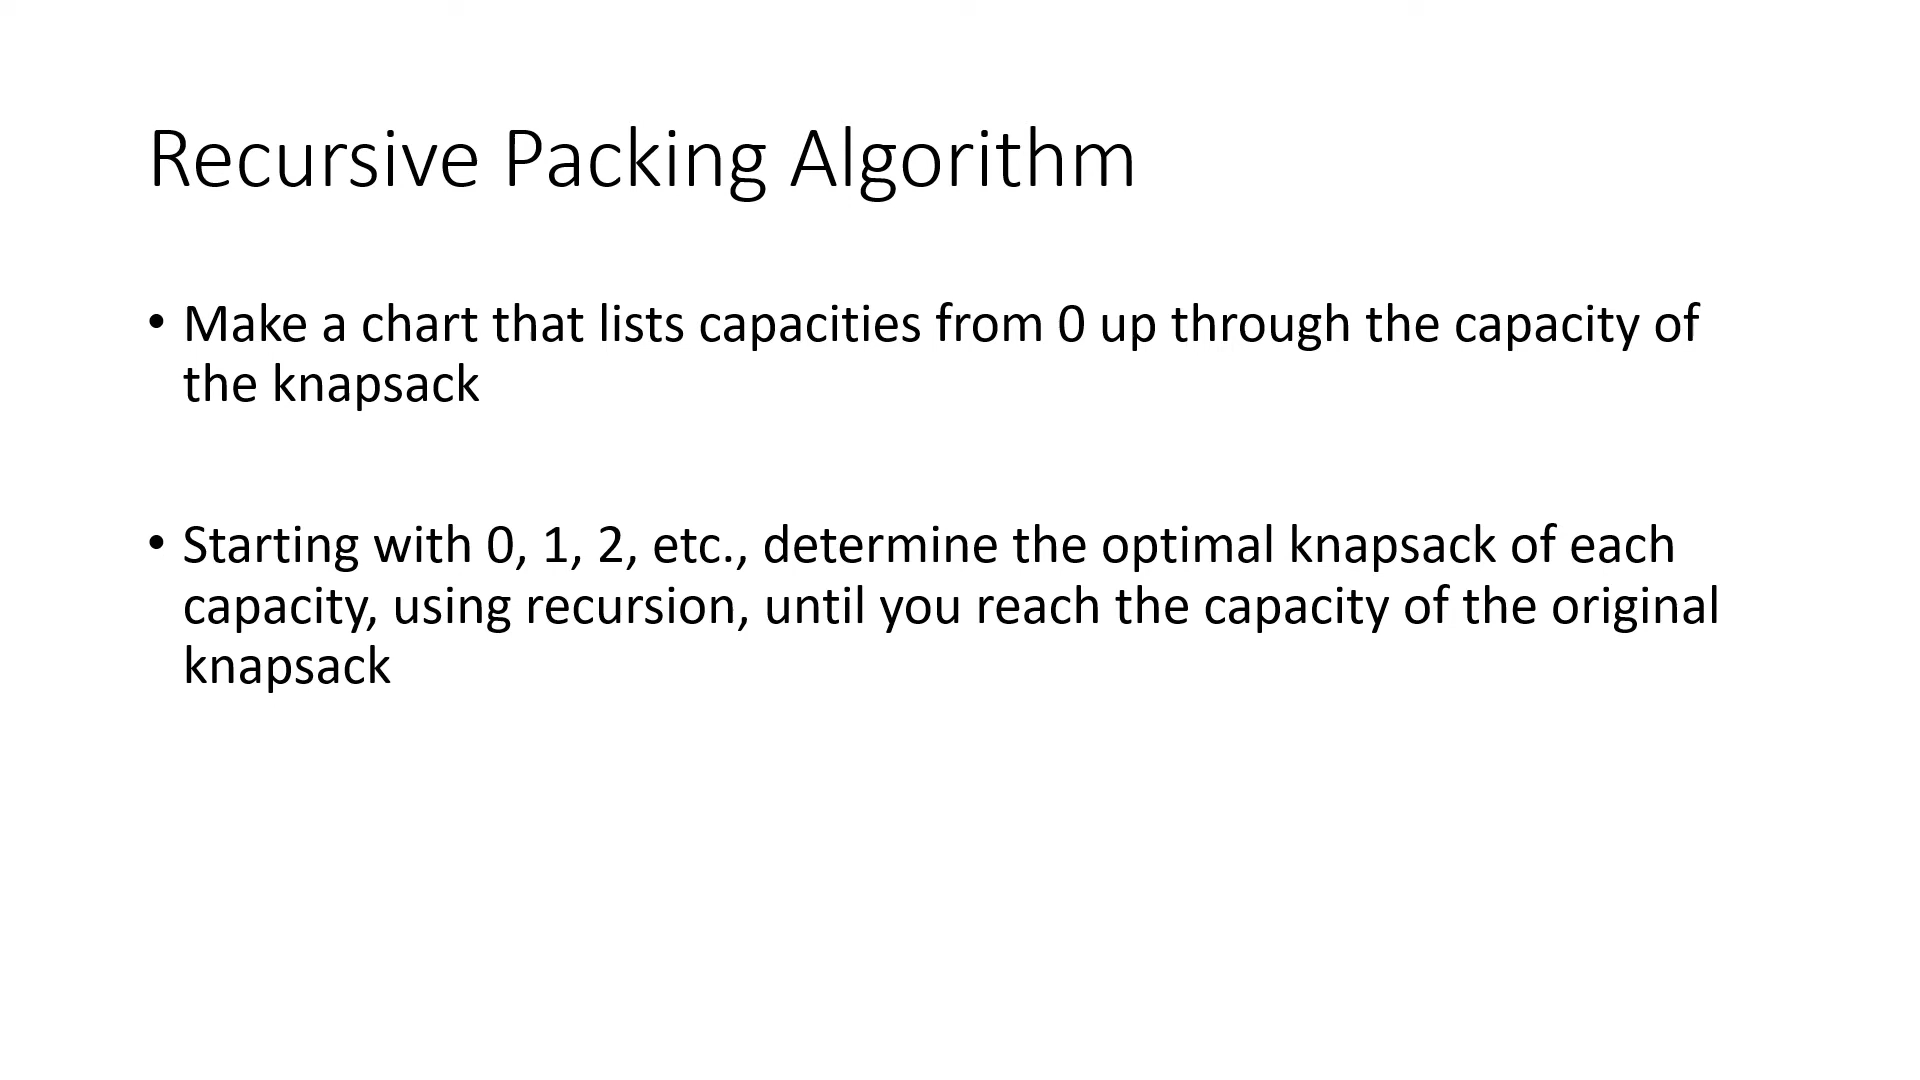 Recursive Packing Algorithm
• Make a chart that lists capacities from 0 up through the capacity of
the knapsack
• Starting with 0, 1, 2, etc., determine the optimal knapsack of each
capacity, using recursion, until you reach the capacity of the original
knapsack